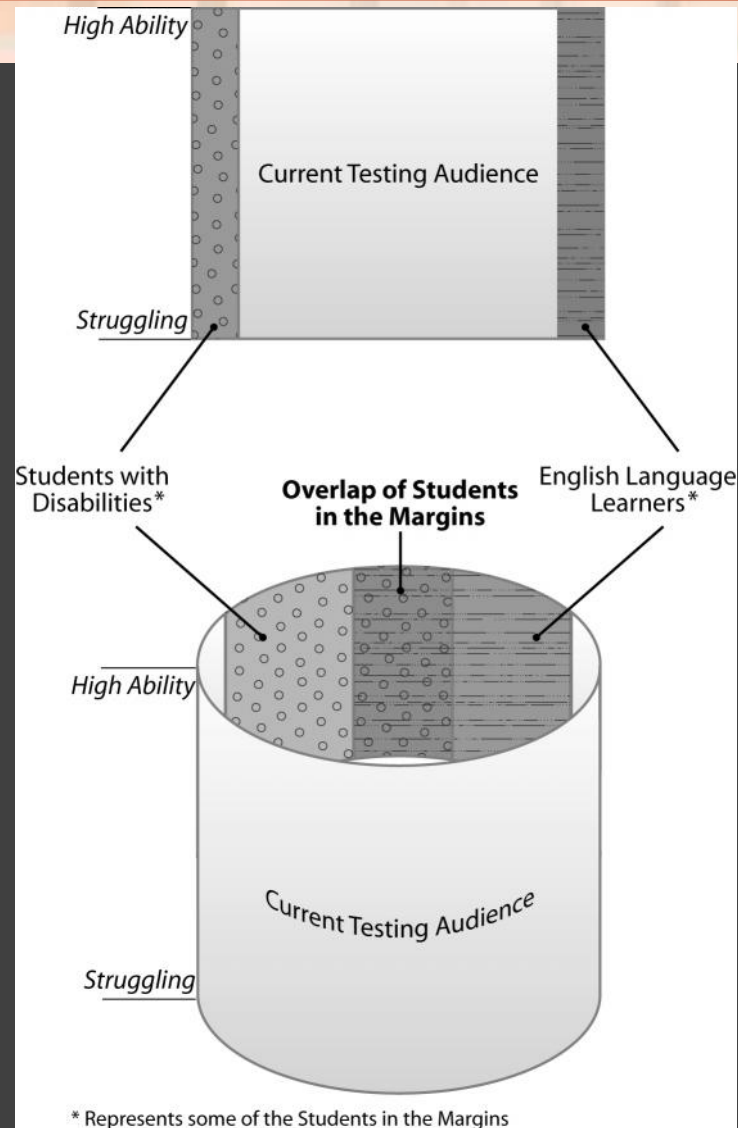 High Ability
Current Testing Audience
Struggling
Students with
Disabilities*
Overlap of Students
in the Margins
English Language
Learners*
High Ability
Current Testing Audience
Struggling
* Represents some of the Students in the Margins